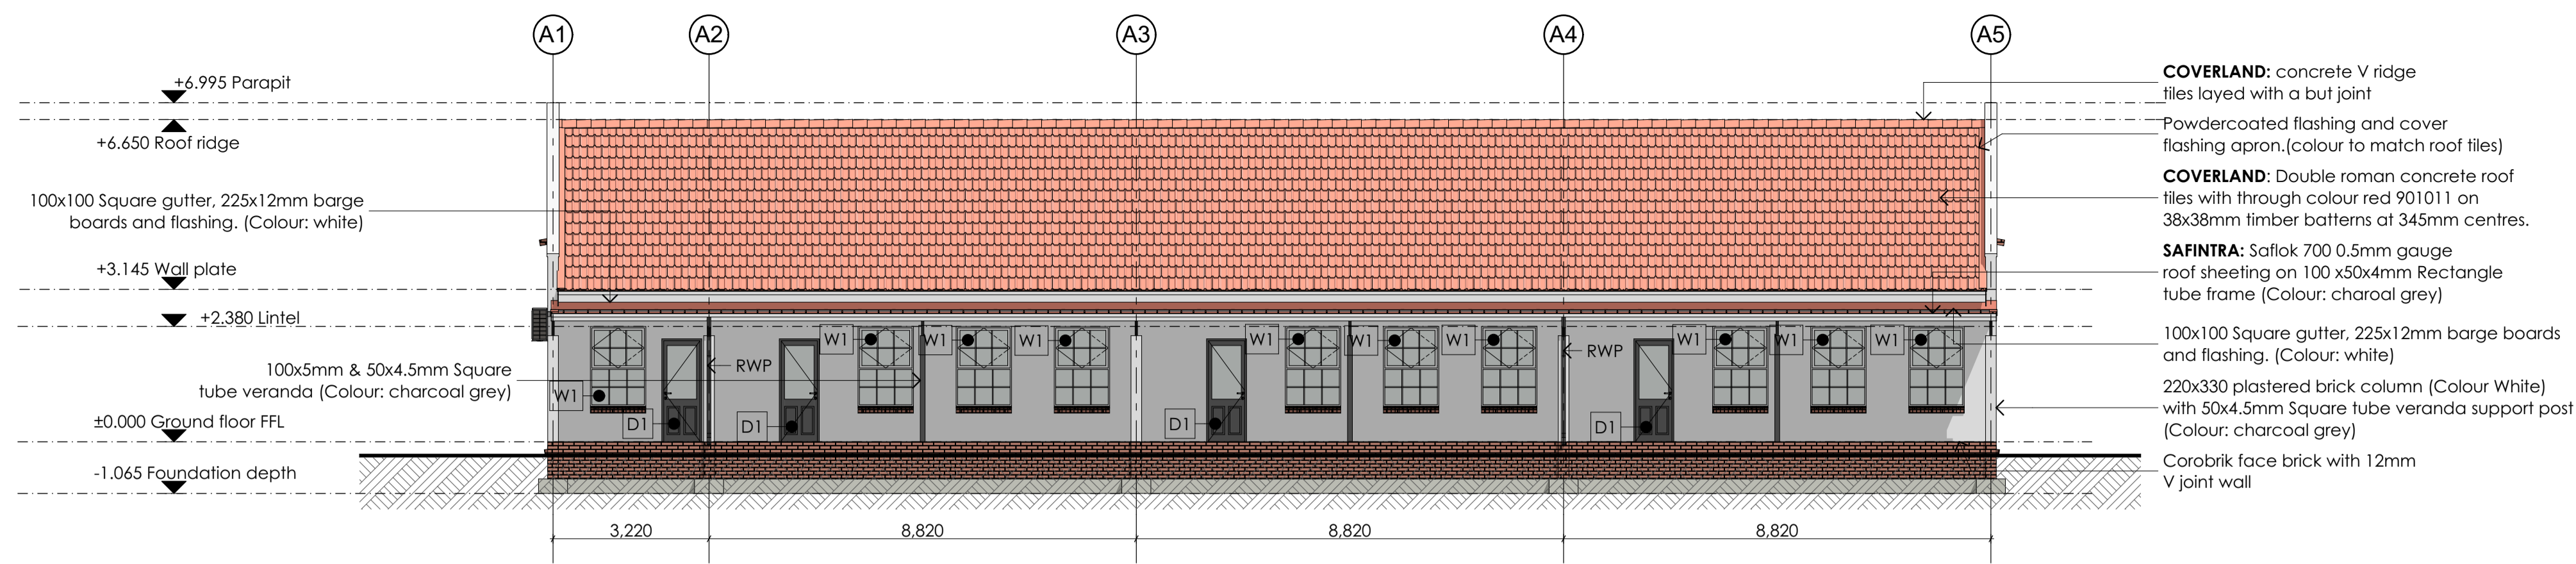 A1
A2
A3
A4
A5
+6.995 Parapit
+6.650 Roof ridge
100x100 Square gutter, 225x12mm barge
boards and flashing. (Colour: white)
+3.145 Wall plate
+2.380 Lintel
100x5mm & 50x4.5mm Square
tube veranda (Colour: charcoal grey)
±0.000 Ground floor FFL
-1.065 Foundation depth
W1
D1
RWP
D1
W1
W1
W1
D1
W1
W1
W1
RWP
D1
W1
W1
W1
3,220
8,820
8,820
8,820
COVERLAND: concrete V ridge
tiles layed with a but joint
Powdercoated flashing and cover
flashing apron.(colour to match roof tiles)
COVERLAND: Double roman concrete roof
tiles with through colour red 901011 on
38x38mm timber batterns at 345mm centres.
SAFINTRA: Saflok 700 0.5mm gauge
roof sheeting on 100 x50x4mm Rectangle
tube frame (Colour: charoal grey)
100x100 Square gutter, 225x12mm barge boards
and flashing. (Colour: white)
220x330 plastered brick column (Colour White)
with 50x4.5mm Square tube veranda support post
(Colour: charcoal grey)
Corobrik face brick with 12mm
V joint wall